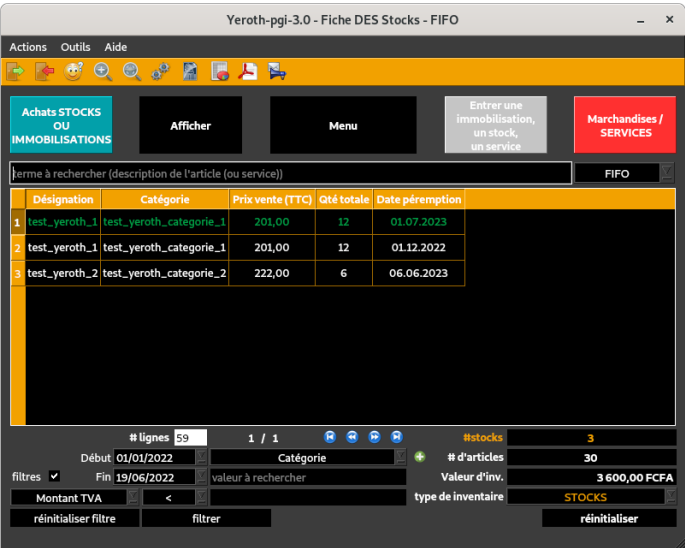 Yeroth-pgi-3.0 - Fiche DES Stocks - FIFO
Actions Outils Aide
Achats STOCKS
OU
IMMOBILISATIONS
Afficher
Menu
Entrer une
immobilisation,
un stock,
un service
Marchandises /
SERVICES
terme à rechercher (description de l'article (ou service))
FIFO
Désignation Catégorie Prix vente (TTC) Qté totale Date péremption
1 test_yeroth_1 test_yeroth_categorie_1 201,00 12 01.07.2023
2 test_yeroth_1 test_yeroth_categorie_1 201,00 12 01.12.2022
3 test_yeroth_2 test_yeroth_categorie_2 222,00 6 06.06.2023
# lignes 59 1 / 1 #stocks 3
Début 01/01/2022 Catégorie # d'articles 30
filtres Fin 19/06/2022 valeur à rechercher Valeur d'inv. 3 600,00 FCFA
Montant TVA < type de inventaire STOCKS
réinitialiser filtre filtrer réinitialiser